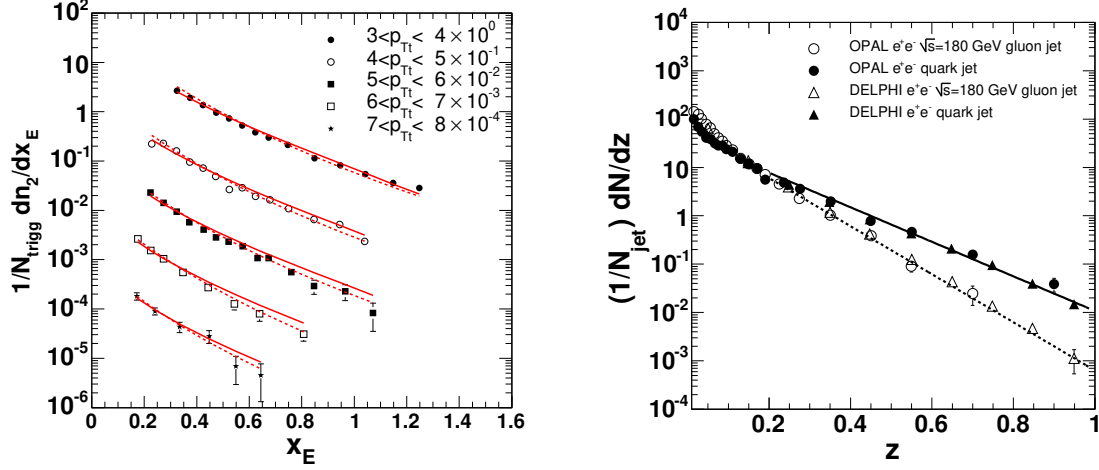 10²
3<p_Tt< 4×10⁰
4<p_Tt< 5×10⁻¹
5<p_Tt< 6×10⁻²
6<p_Tt< 7×10⁻³
7<p_Tt< 8×10⁻⁴
10
1
10⁻¹
10⁻²
10⁻³
10⁻⁴
10⁻⁵
10⁻⁶
1/N_trigg dn₂/dx_E
0 0.2 0.4 0.6 0.8 1 1.2 1.4 1.6
x_E
OPAL e⁺e⁻ √s=180 GeV gluon jet
OPAL e⁺e⁻ quark jet
DELPHI e⁺e⁻ √s=180 GeV gluon jet
DELPHI e⁺e⁻ quark jet
10⁴
10³
10²
10
1
10⁻¹
10⁻²
10⁻³
10⁻⁴
(1/N_jet) dN/dz
0.2 0.4 0.6 0.8 1
z